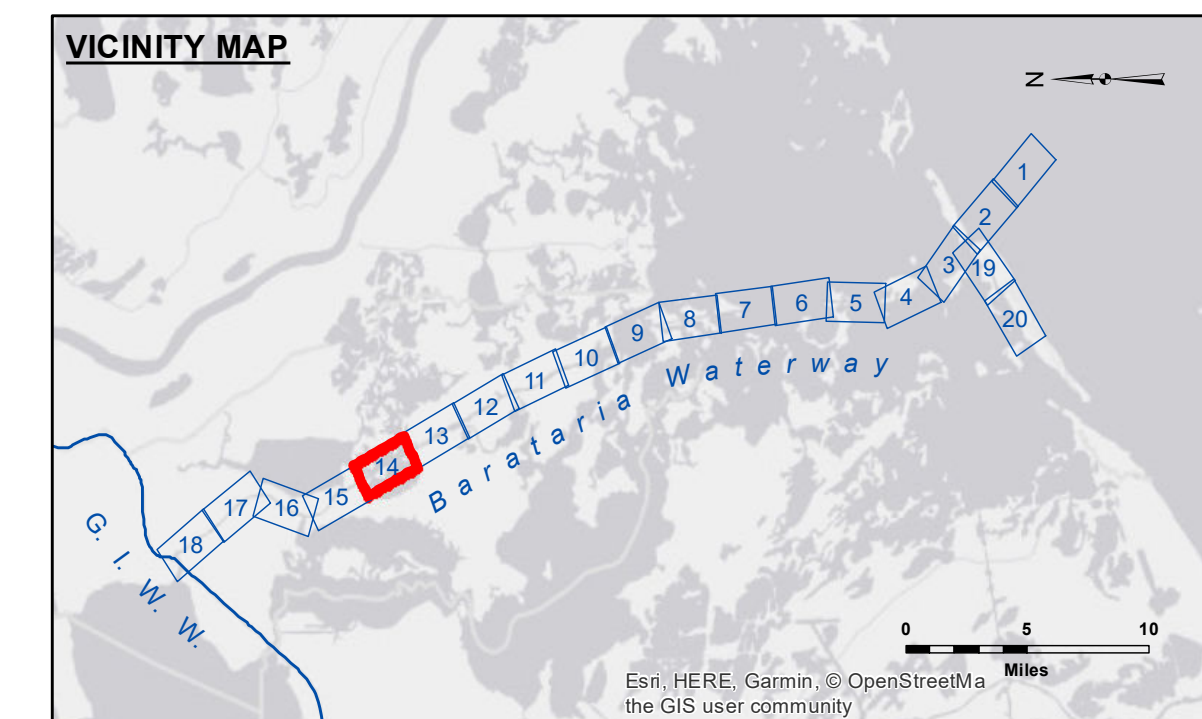 VICINITY MAP
N
1
2
3
19
20
4
5
6
7
8
9
10
11
12
13
14
15
16
17
18
Barataria Waterway
G. I. W. W.
0 5 10
Miles
Esri, HERE, Garmin, © OpenStreetMa
the GIS user community